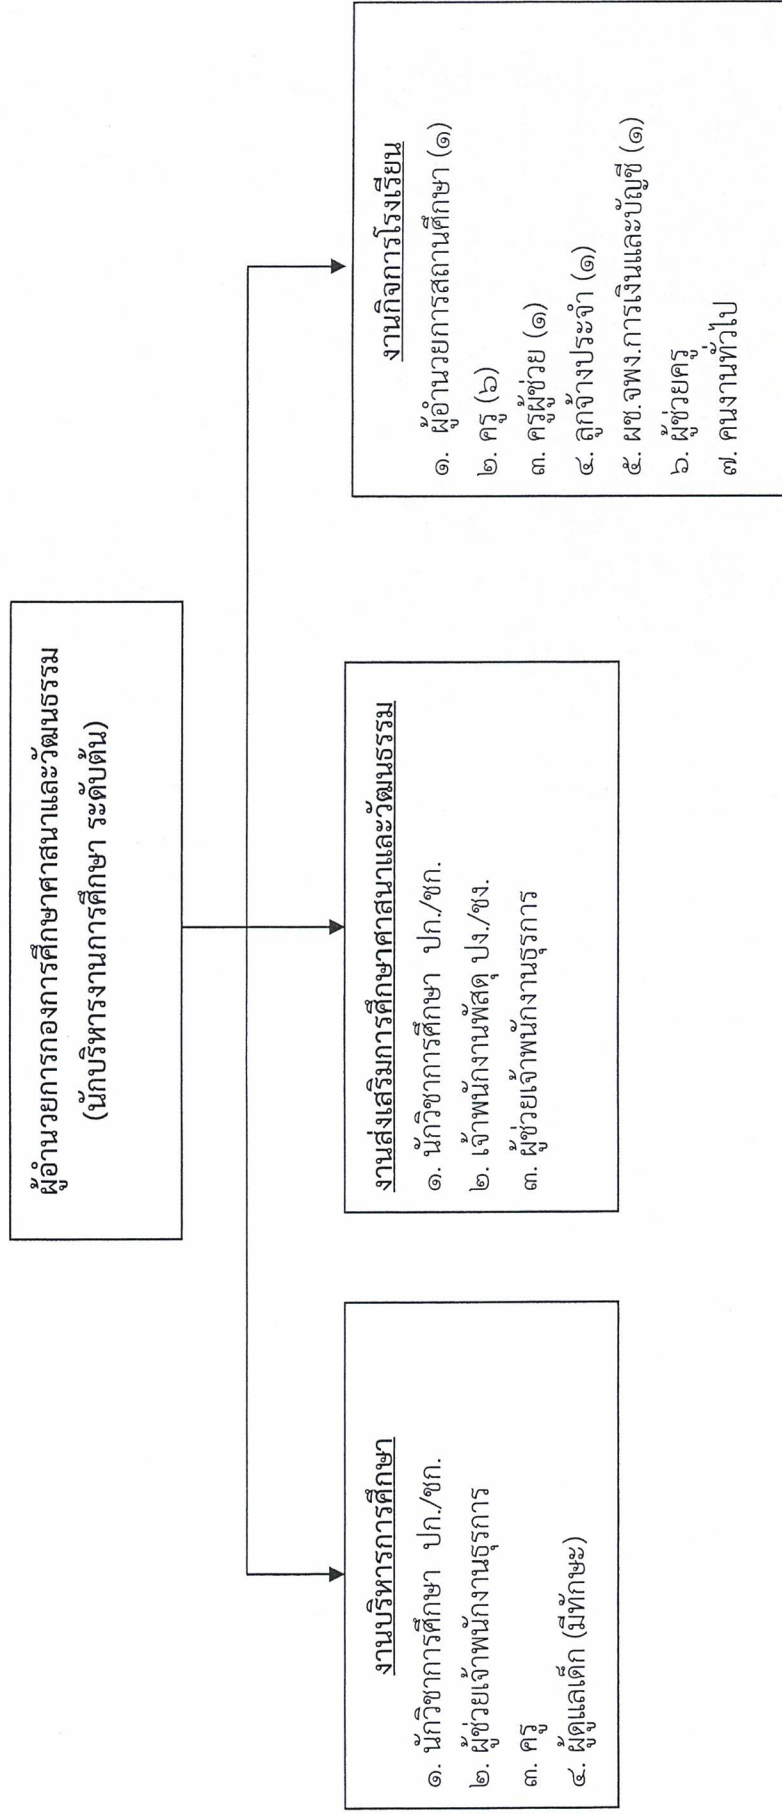 ผู้อำนวยการกองการศึกษาศาสนาและวัฒนธรรม
(นักบริหารงานการศึกษา ระดับต้น)
งานบริหารการศึกษา
๑. นักวิชาการศึกษา ปก./ชก.
๒. ผู้ช่วยเจ้าพนักงานธุรการ
๓. ครู
๔. ผู้ดูแลเด็ก (มีทักษะ)
งานส่งเสริมการศึกษาศาสนาและวัฒนธรรม
๑. นักวิชาการศึกษา ปก./ชก.
๒. เจ้าพนักงานพัสดุ ปง./ชง.
๓. ผู้ช่วยเจ้าพนักงานธุรการ
งานกิจการโรงเรียน
๑. ผู้อำนวยการสถานศึกษา (๑)
๒. ครู (๖)
๓. ครูผู้ช่วย (๑)
๔. ลูกจ้างประจำ (๑)
๕. ผช.จพง.การเงินและบัญชี (๑)
๖. ผู้ช่วยครู
๗. คนงานทั่วไป